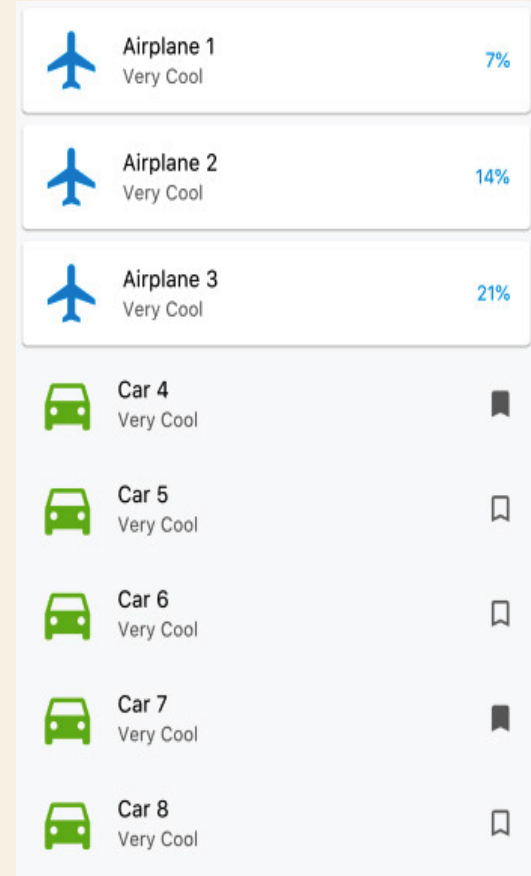 Airplane 1
Very Cool
7%
Airplane 2
Very Cool
14%
Airplane 3
Very Cool
21%
Car 4
Very Cool
Car 5
Very Cool
Car 6
Very Cool
Car 7
Very Cool
Car 8
Very Cool